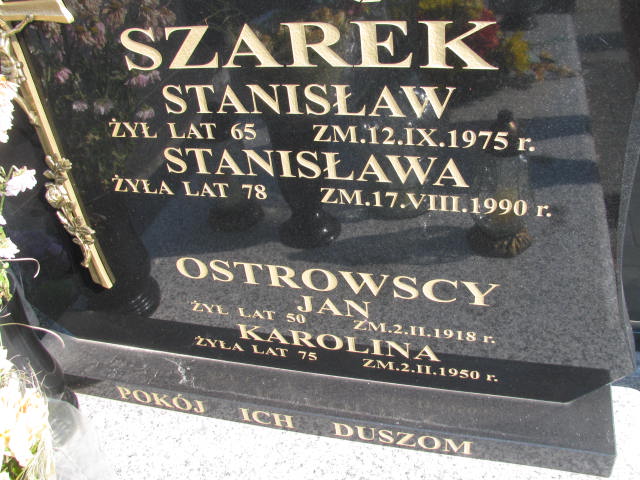 SZAREK
STANISŁAW
ŻYŁ LAT 65 ZM.12.IX.1975 r.
STANISŁAWA
ŻYŁA LAT 78 ZM.17.VIII.1990 r.
OSTROWSCY
JAN
ŻYŁ LAT 50 ZM.2.II.1918 r.
KAROLINA
ŻYŁA LAT 75 ZM.2.II.1950 r.
POKÓJ ICH DUSZOM